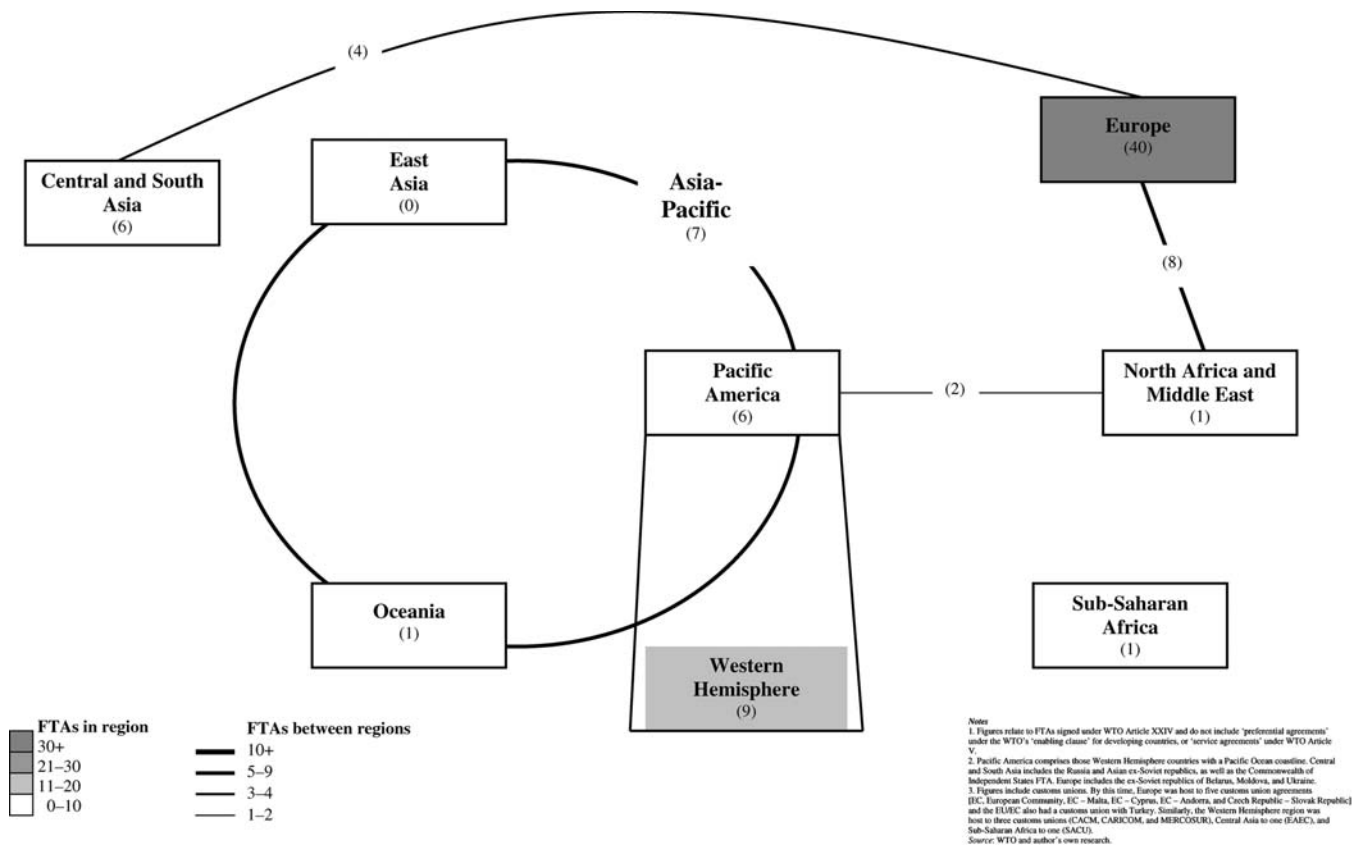 (4)
Europe
(40)
East
Asia
(0)
Central and South
Asia
(6)
Asia-
Pacific
(7)
(8)
Pacific
America
(6)
(2)
North Africa and
Middle East
(1)
Oceania
(1)
Sub-Saharan
Africa
(1)
Western
Hemisphere
(9)
FTAs in region
30+
21–30
11–20
0–10
FTAs between regions
10+
5–9
3–4
1–2
Notes
1. Figures relate to FTAs signed under WTO Article XXIV and do not include ‘preferential agreements’
under the WTO’s ‘enabling clause’ for developing countries, or ‘service agreements’ under WTO Article
V.
2. Pacific America comprises those Western Hemisphere countries with a Pacific Ocean coastline. Central
and South Asia includes the Russia and Asian ex-Soviet republics, as well as the Commonwealth of
Independent States FTA. Europe includes the ex-Soviet republics of Belarus, Moldova, and Ukraine.
3. Figures include customs unions. By this time, Europe was host to five customs union agreements
[EC, European Community, EC – Malta, EC – Cyprus, EC – Andorra, and Czech Republic – Slovak Republic]
and the EU/EC also had a customs union with Turkey. Similarly, the Western Hemisphere region was
host to three customs unions (CACM, CARICOM, and MERCOSUR), Central Asia to one (EAEC), and
Sub-Saharan Africa to one (SACU).
Source: WTO and author’s own research.